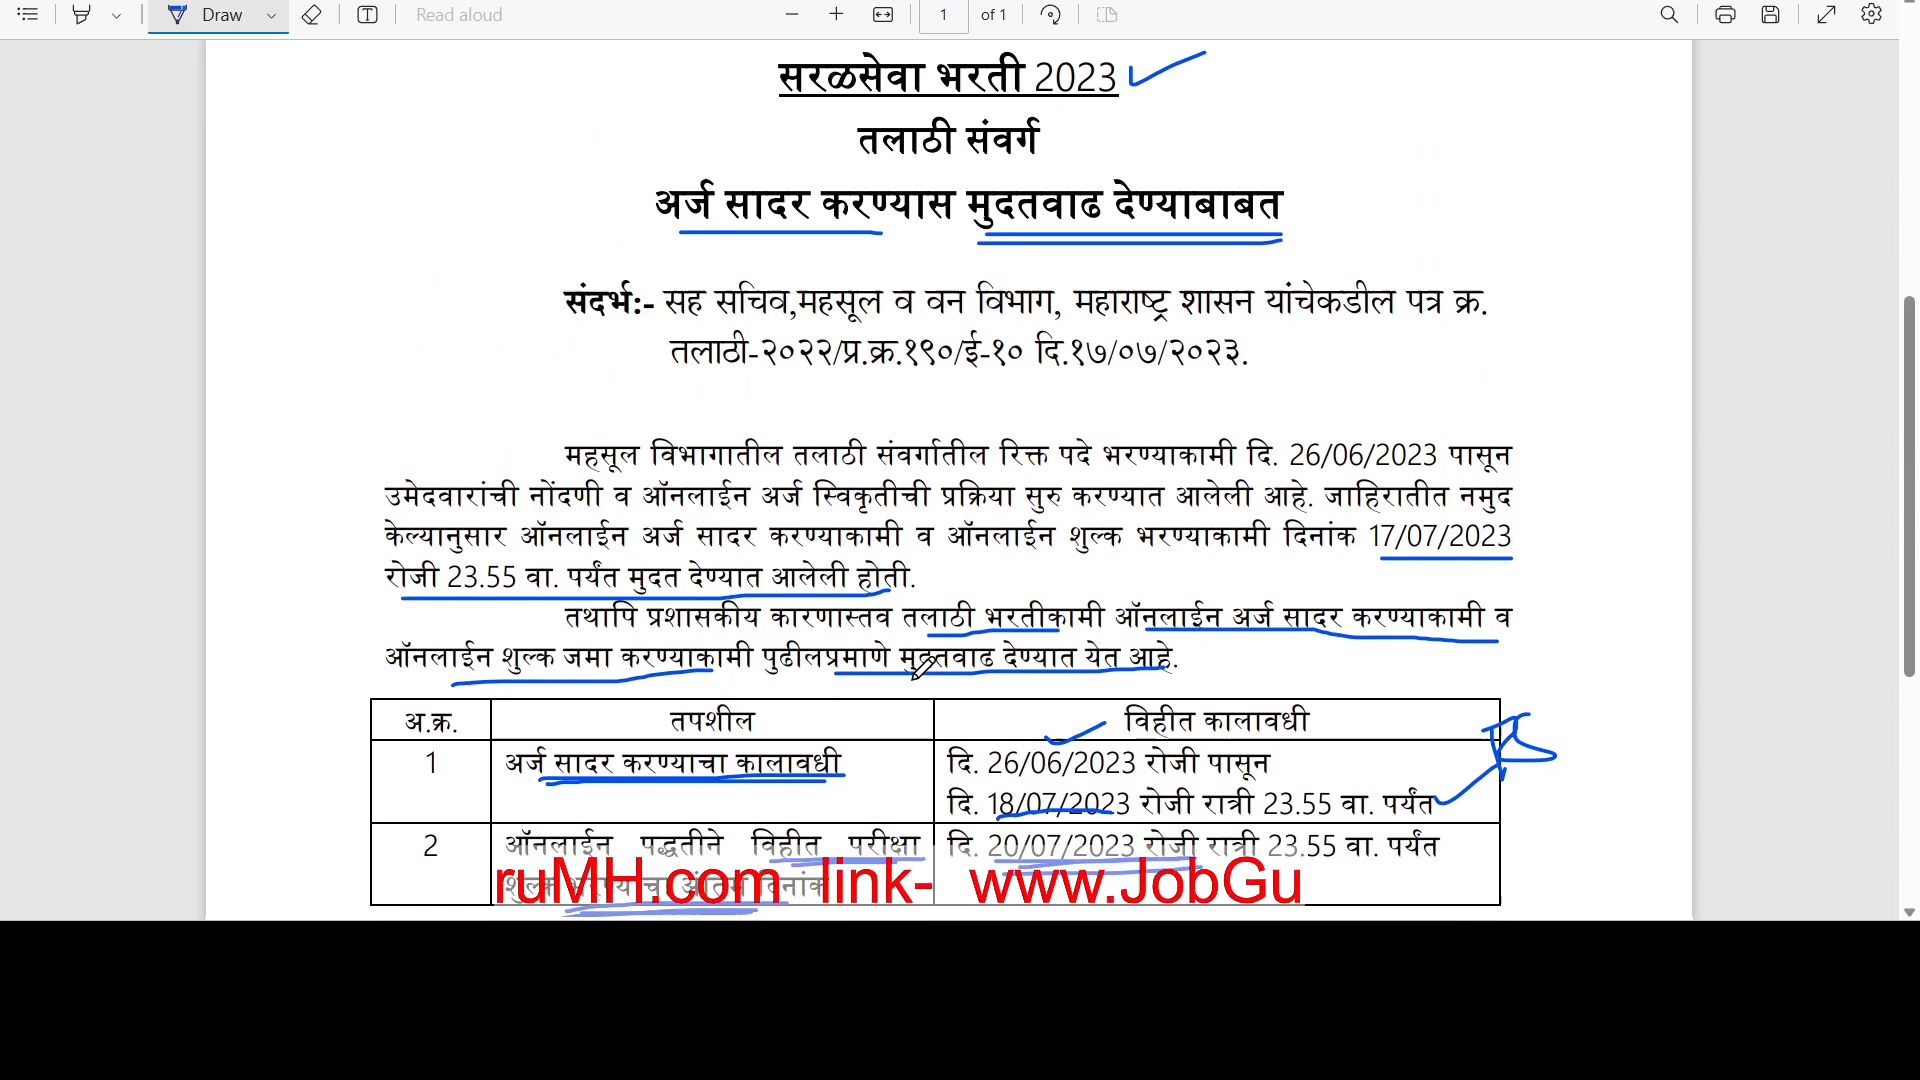 Draw
Read aloud
1 of 1
सरळसेवा भरती 2023
तलाठी संवर्ग
अर्ज सादर करण्यास मुदतवाढ देण्याबाबत
संदर्भ:- सह सचिव,महसूल व वन विभाग, महाराष्ट्र शासन यांचेकडील पत्र क्र.
तलाठी-२०२२/प्र.क्र.१९०/ई-१० दि.१७/०७/२०२३.
महसूल विभागातील तलाठी संवर्गातील रिक्त पदे भरण्याकामी दि. 26/06/2023 पासून
उमेदवारांची नोंदणी व ऑनलाईन अर्ज स्विकृतीची प्रक्रिया सुरु करण्यात आलेली आहे. जाहिरातीत नमुद
केल्यानुसार ऑनलाईन अर्ज सादर करण्याकामी व ऑनलाईन शुल्क भरण्याकामी दिनांक 17/07/2023
रोजी 23.55 वा. पर्यंत मुदत देण्यात आलेली होती.
तथापि प्रशासकीय कारणास्तव तलाठी भरतीकामी ऑनलाईन अर्ज सादर करण्याकामी व
ऑनलाईन शुल्क जमा करण्याकामी पुढीलप्रमाणे मुदतवाढ देण्यात येत आहे.
अ.क्र. तपशील विहीत कालावधी
1 अर्ज सादर करण्याचा कालावधी दि. 26/06/2023 रोजी पासून
दि. 18/07/2023 रोजी रात्री 23.55 वा. पर्यंत
2 ऑनलाईन पद्धतीने विहीत परीक्षा दि. 20/07/2023 रोजी रात्री 23.55 वा. पर्यंत
शुल्क भरण्याचा अंतिम दिनांक
ruMH.com link- www.JobGu